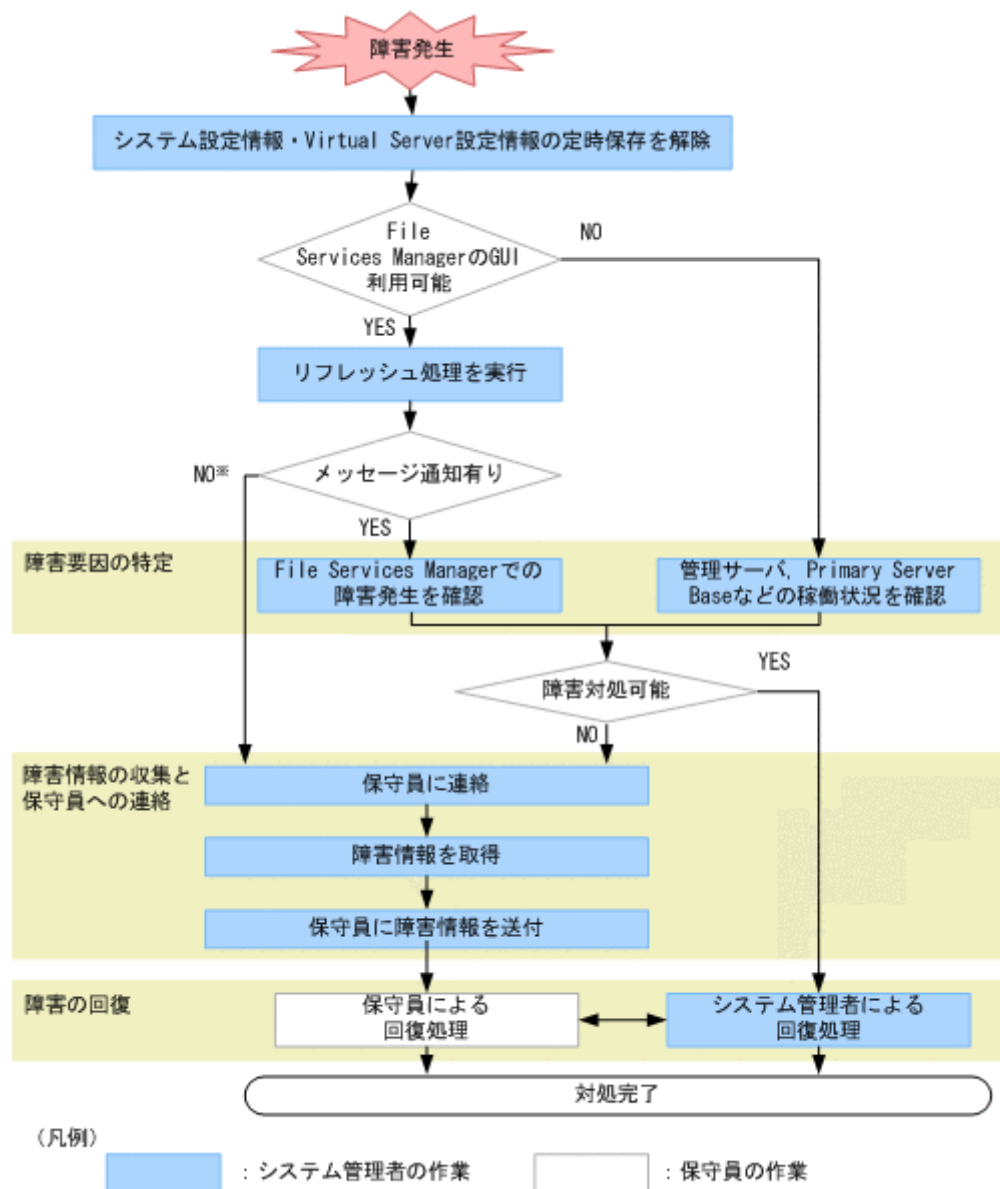 障害発生
システム設定情報・Virtual Server設定情報の定時保存を解除
File
Services ManagerのGUI
利用可能
NO
YES
リフレッシュ処理を実行
メッセージ通知有り
NO※
YES
障害要因の特定
File Services Managerでの
障害発生を確認
管理サーバ, Primary Server
Baseなどの稼働状況を確認
障害対処可能
YES
NO
障害情報の収集と
保守員への連絡
保守員に連絡
障害情報を取得
保守員に障害情報を送付
障害の回復
保守員による
回復処理
システム管理者による
回復処理
対処完了
(凡例)
：システム管理者の作業
：保守員の作業